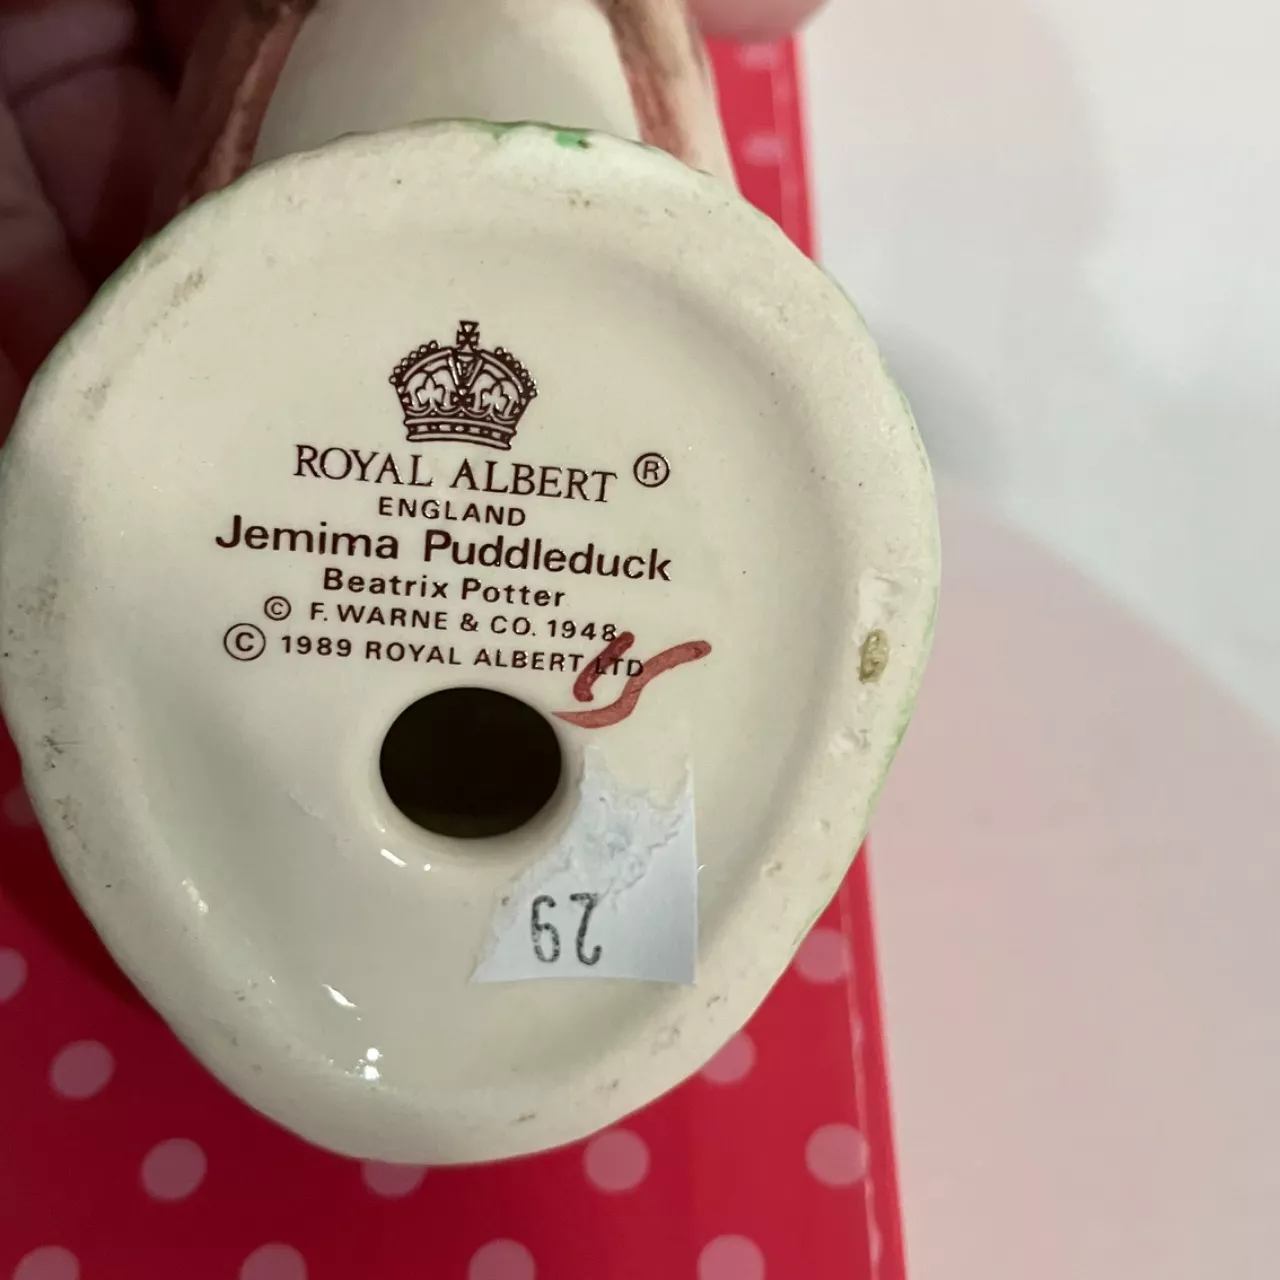 ROYAL ALBERT ®
ENGLAND
Jemima Puddleduck
Beatrix Potter
© F. WARNE & CO. 1948
© 1989 ROYAL ALBERT LTD
29